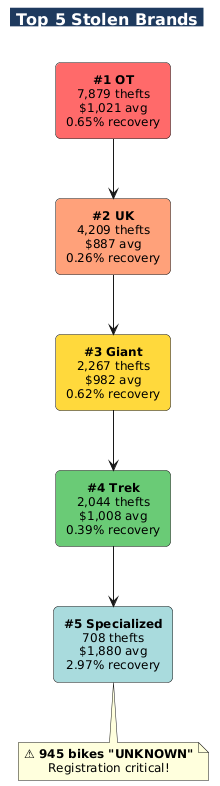 Top 5 Stolen Brands
#1 OT
7,879 thefts
$1,021 avg
0.65% recovery
#2 UK
4,209 thefts
$887 avg
0.26% recovery
#3 Giant
2,267 thefts
$982 avg
0.62% recovery
#4 Trek
2,044 thefts
$1,008 avg
0.39% recovery
#5 Specialized
708 thefts
$1,880 avg
2.97% recovery
⚠ 945 bikes "UNKNOWN"
Registration critical!